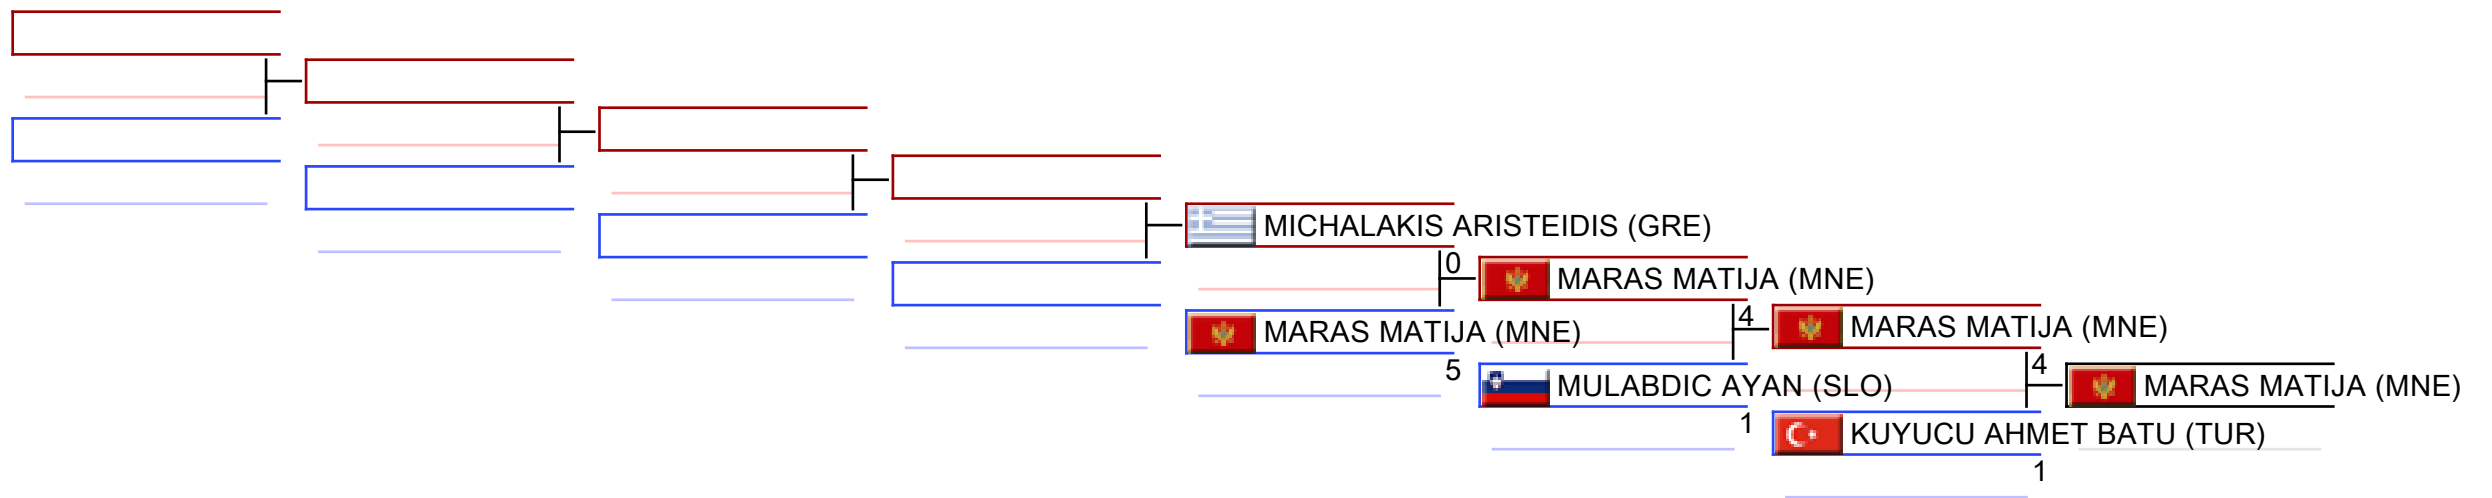 MICHALAKIS ARISTEIDIS (GRE)
0
MARAS MATIJA (MNE)
MARAS MATIJA (MNE)
5
4
MARAS MATIJA (MNE)
MULABDIC AYAN (SLO)
1
4
MARAS MATIJA (MNE)
KUYUCU AHMET BATU (TUR)
1